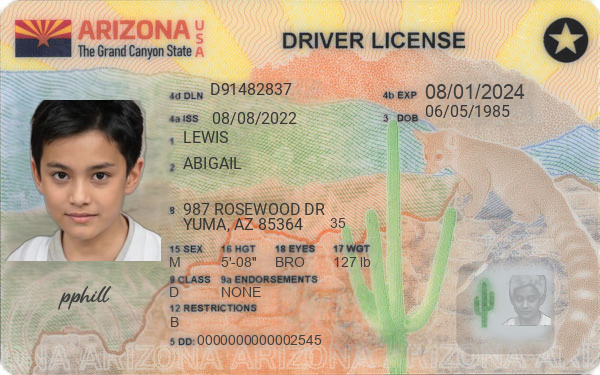 ARIZONA USA
The Grand Canyon State
DRIVER LICENSE
4d DLN D91482837
4b EXP 08/01/2024
4a ISS 08/08/2022
3 DOB 06/05/1985
1 LEWIS
2 ABIGAIL
8 987 ROSEWOOD DR
YUMA, AZ 85364 35
15 SEX 16 HGT 18 EYES 17 WGT
M 5'-08" BRO 127 lb
9 CLASS 9a ENDORSEMENTS
D NONE
12 RESTRICTIONS
B
5 DD: 0000000000002545
pphill
ARIZONA ARIZONA ARIZONA ARIZONA